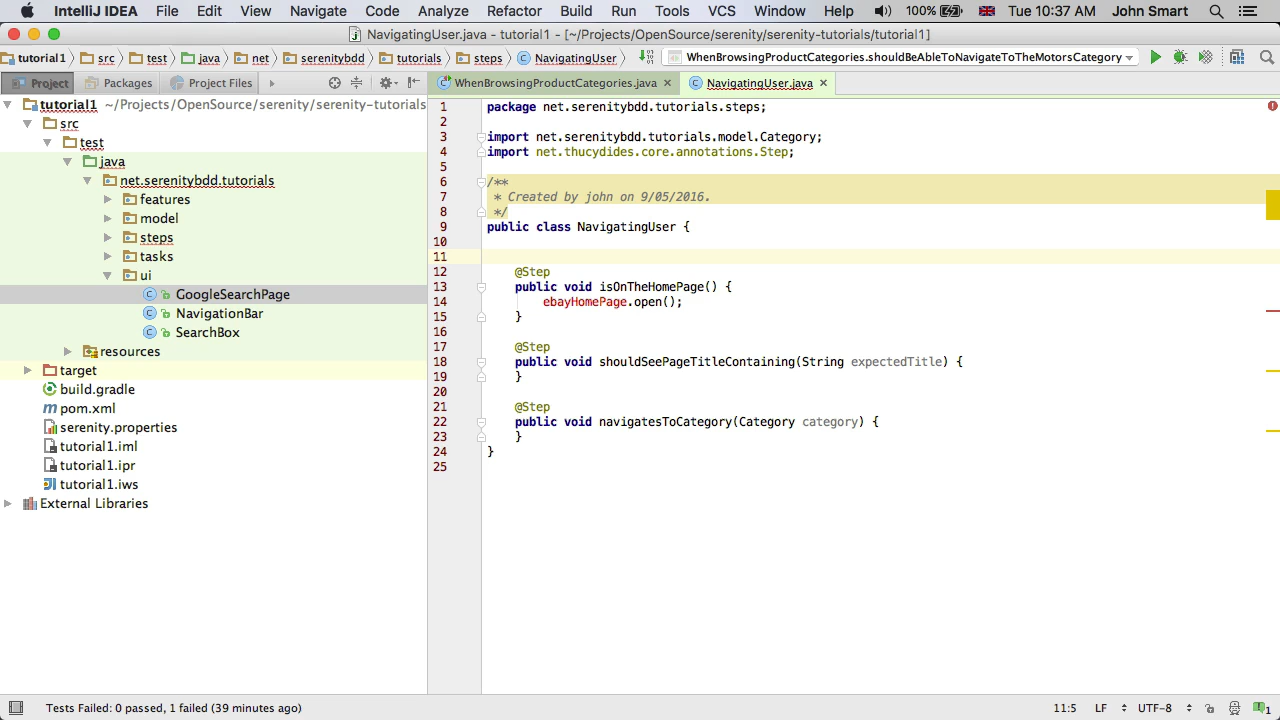 IntelliJ IDEA File Edit View Navigate Code Analyze Refactor Build Run Tools VCS Window Help 100% Tue 10:37 AM John Smart
NavigatingUser.java - tutorial1 - [~/Projects/OpenSource/serenity/serenity-tutorials/tutorial1]
tutorial1 src test java net serenitybdd tutorials steps NavigatingUser WhenBrowsingProductCategories.shouldBeAbleToNavigateToTheMotorsCategory
Project Packages Project Files WhenBrowsingProductCategories.java NavigatingUser.java
tutorial1 ~/Projects/OpenSource/serenity/serenity-tutorials
src
test
java
net.serenitybdd.tutorials
features
model
steps
tasks
ui
GoogleSearchPage
NavigationBar
SearchBox
resources
target
build.gradle
pom.xml
serenity.properties
tutorial1.iml
tutorial1.ipr
tutorial1.iws
External Libraries
1 package net.serenitybdd.tutorials.steps;
2
3 import net.serenitybdd.tutorials.model.Category;
4 import net.thucydides.core.annotations.Step;
5
6 /**
7 * Created by john on 9/05/2016.
8 */
9 public class NavigatingUser {
10
11
12 @Step
13 public void isOnTheHomePage() {
14 ebayHomePage.open();
15 }
16
17 @Step
18 public void shouldSeePageTitleContaining(String expectedTitle) {
19 }
20
21 @Step
22 public void navigatesToCategory(Category category) {
23 }
24 }
25
Tests Failed: 0 passed, 1 failed (39 minutes ago) 11:5 LF UTF-8 1